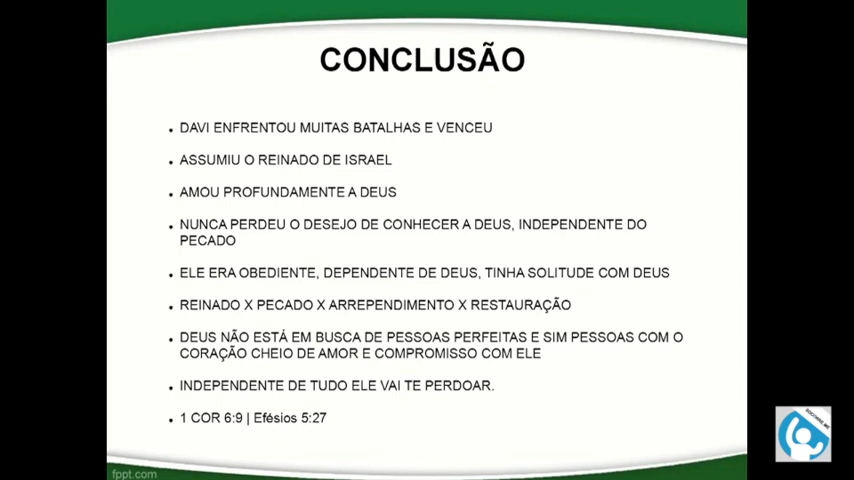 CONCLUSÃO
• DAVI ENFRENTOU MUITAS BATALHAS E VENCEU
• ASSUMIU O REINADO DE ISRAEL
• AMOU PROFUNDAMENTE A DEUS
• NUNCA PERDEU O DESEJO DE CONHECER A DEUS, INDEPENDENTE DO
PECADO
• ELE ERA OBEDIENTE, DEPENDENTE DE DEUS, TINHA SOLITUDE COM DEUS
• REINADO X PECADO X ARREPENDIMENTO X RESTAURAÇÃO
• DEUS NÃO ESTÁ EM BUSCA DE PESSOAS PERFEITAS E SIM PESSOAS COM O
CORAÇÃO CHEIO DE AMOR E COMPROMISSO COM ELE
• INDEPENDENTE DE TUDO ELE VAI TE PERDOAR.
• 1 COR 6:9 | Efésios 5:27
fppt.com